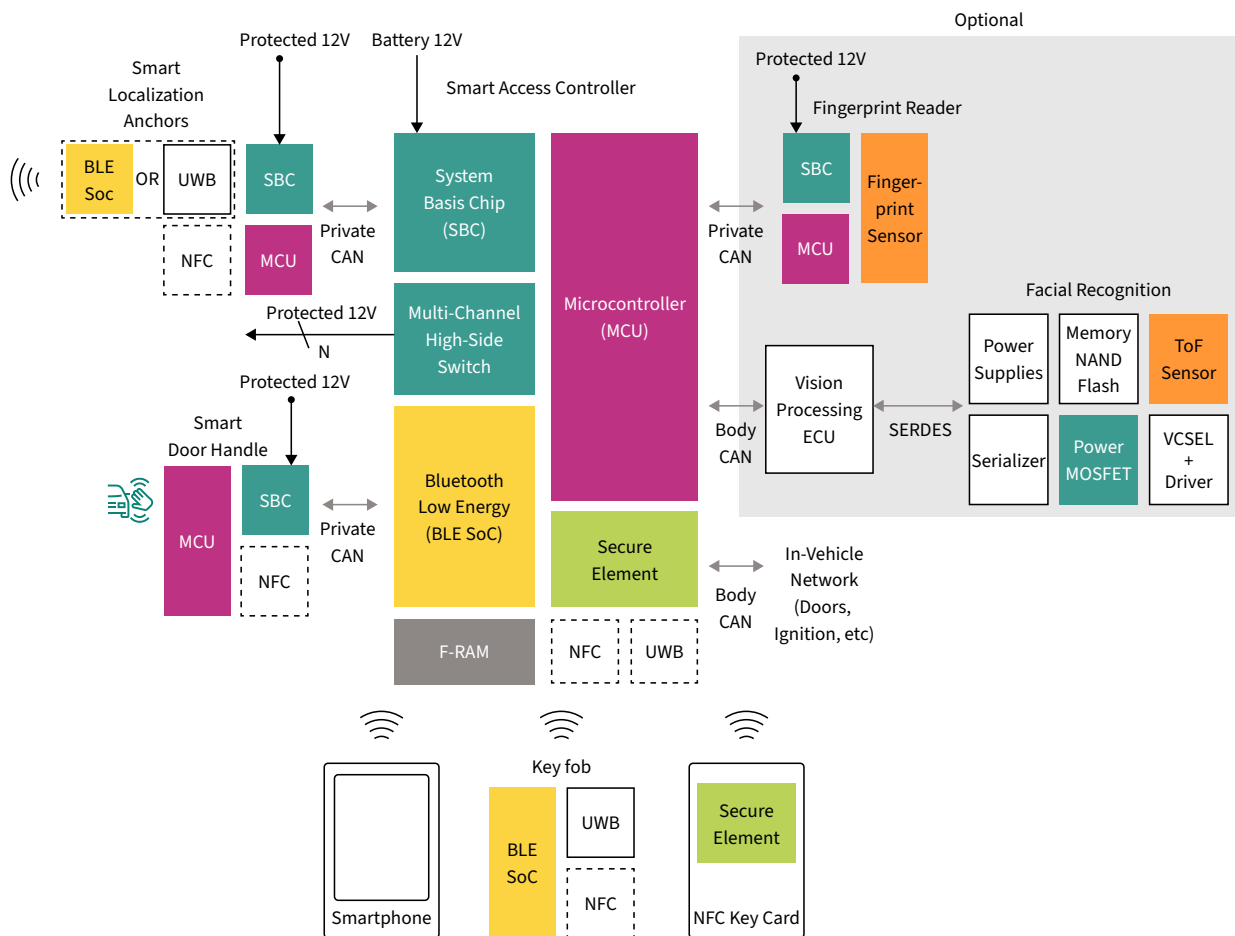 Optional
Protected 12V
Battery 12V
Smart
Localization
Anchors
Smart Access Controller
Protected 12V
Fingerprint Reader
BLE
Soc
OR
UWB
SBC
NFC
MCU
Private
CAN
System
Basis Chip
(SBC)
Microcontroller
(MCU)
Private
CAN
SBC
MCU
Finger-
print
Sensor
Protected 12V
N
Multi-Channel
High-Side
Switch
Facial Recognition
Power
Supplies
Memory
NAND
Flash
ToF
Sensor
Vision
Processing
ECU
Body
CAN
SERDES
Serializer
Power
MOSFET
VCSEL
+
Driver
Protected 12V
Smart
Door Handle
MCU
SBC
NFC
Private
CAN
Bluetooth
Low Energy
(BLE SoC)
Secure
Element
Body
CAN
In-Vehicle
Network
(Doors,
Ignition, etc)
F-RAM
NFC
UWB
Smartphone
Key fob
BLE
SoC
UWB
NFC
Secure
Element
NFC Key Card